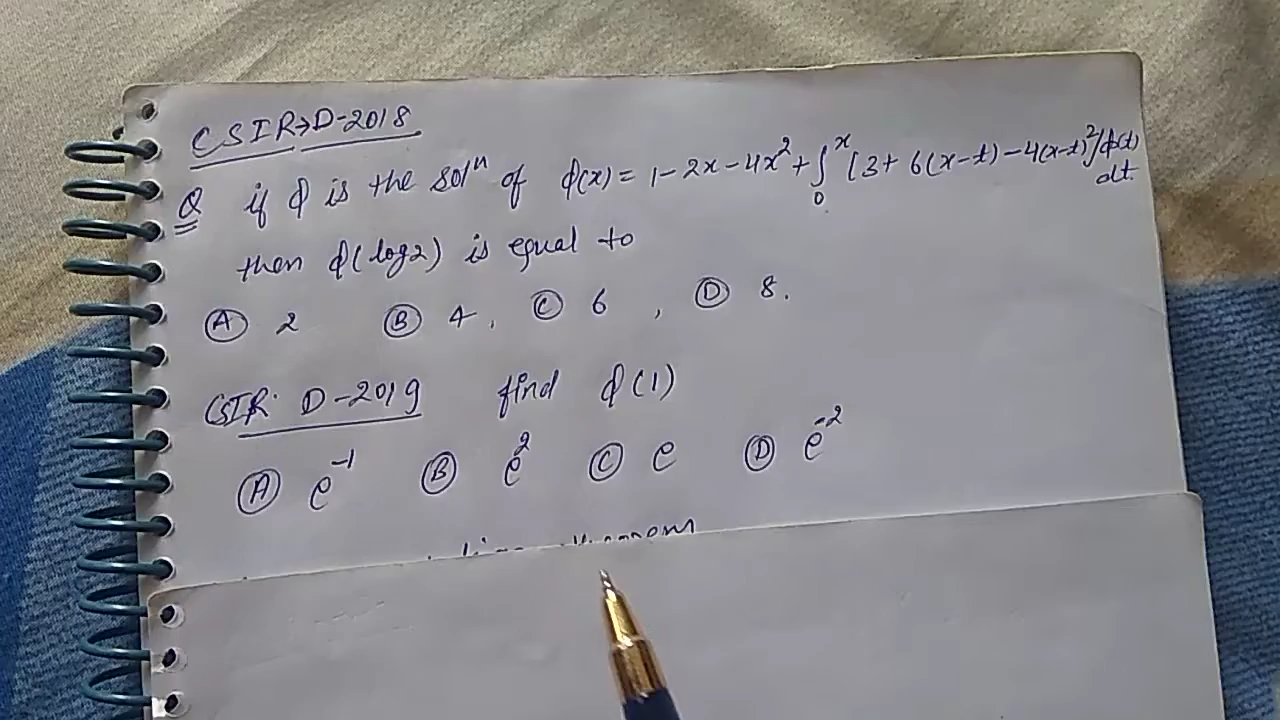 CSIR→D-2018
Q if ϕ is the solⁿ of ϕ(x) = 1-2x-4x²+∫₀ˣ[3+6(x-t)-4(x-t)²]ϕ(t)dt
then ϕ(log2) is equal to
Ⓐ 2 Ⓑ 4, Ⓒ 6, Ⓓ 8.
CSIR. D-2019 find ϕ(1)
Ⓐ e⁻¹ Ⓑ e² Ⓒ e Ⓓ e⁻²